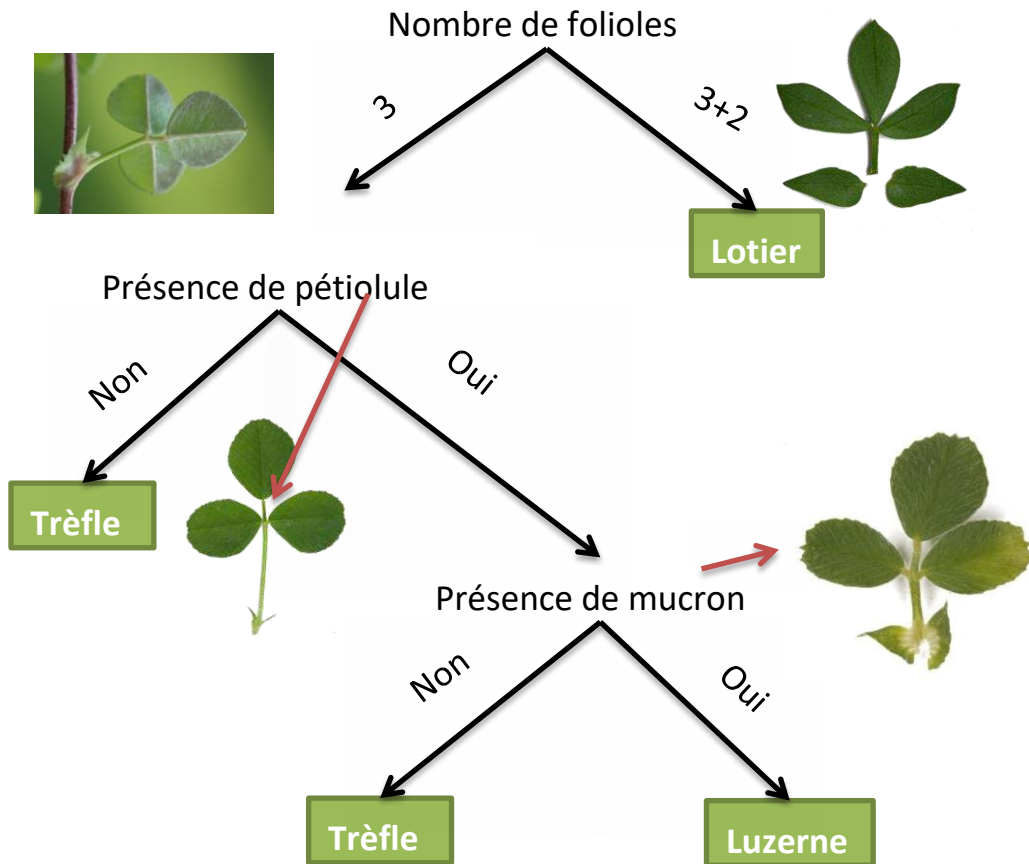 Nombre de folioles
3
3+2
Lotier
Présence de pétiolule
Non
Oui
Trèfle
Présence de mucron
Non
Oui
Trèfle
Luzerne